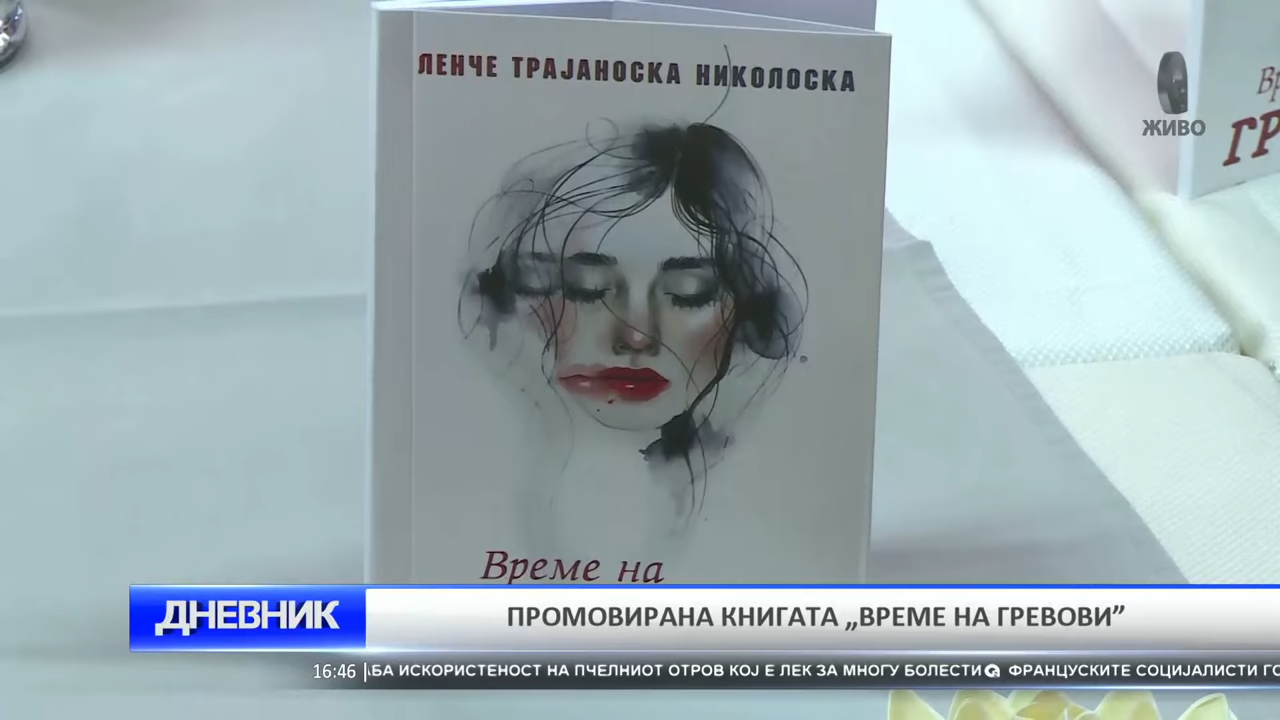 ЛЕНЧЕ ТРАЈАНОСКА НИКОЛОСКА
ЖИВО
Време на
ДНЕВНИК
ПРОМОВИРАНА КНИГАТА „ВРЕМЕ НА ГРЕВОВИ”
16:46
ИСКОРИСТЕНОСТ НА ПЧЕЛНИОТ ОТРОВ КОЈ Е ЛЕК ЗА МНОГУ БОЛЕСТИ ФРАНЦУСКИТЕ СОЦИЈАЛИСТИ